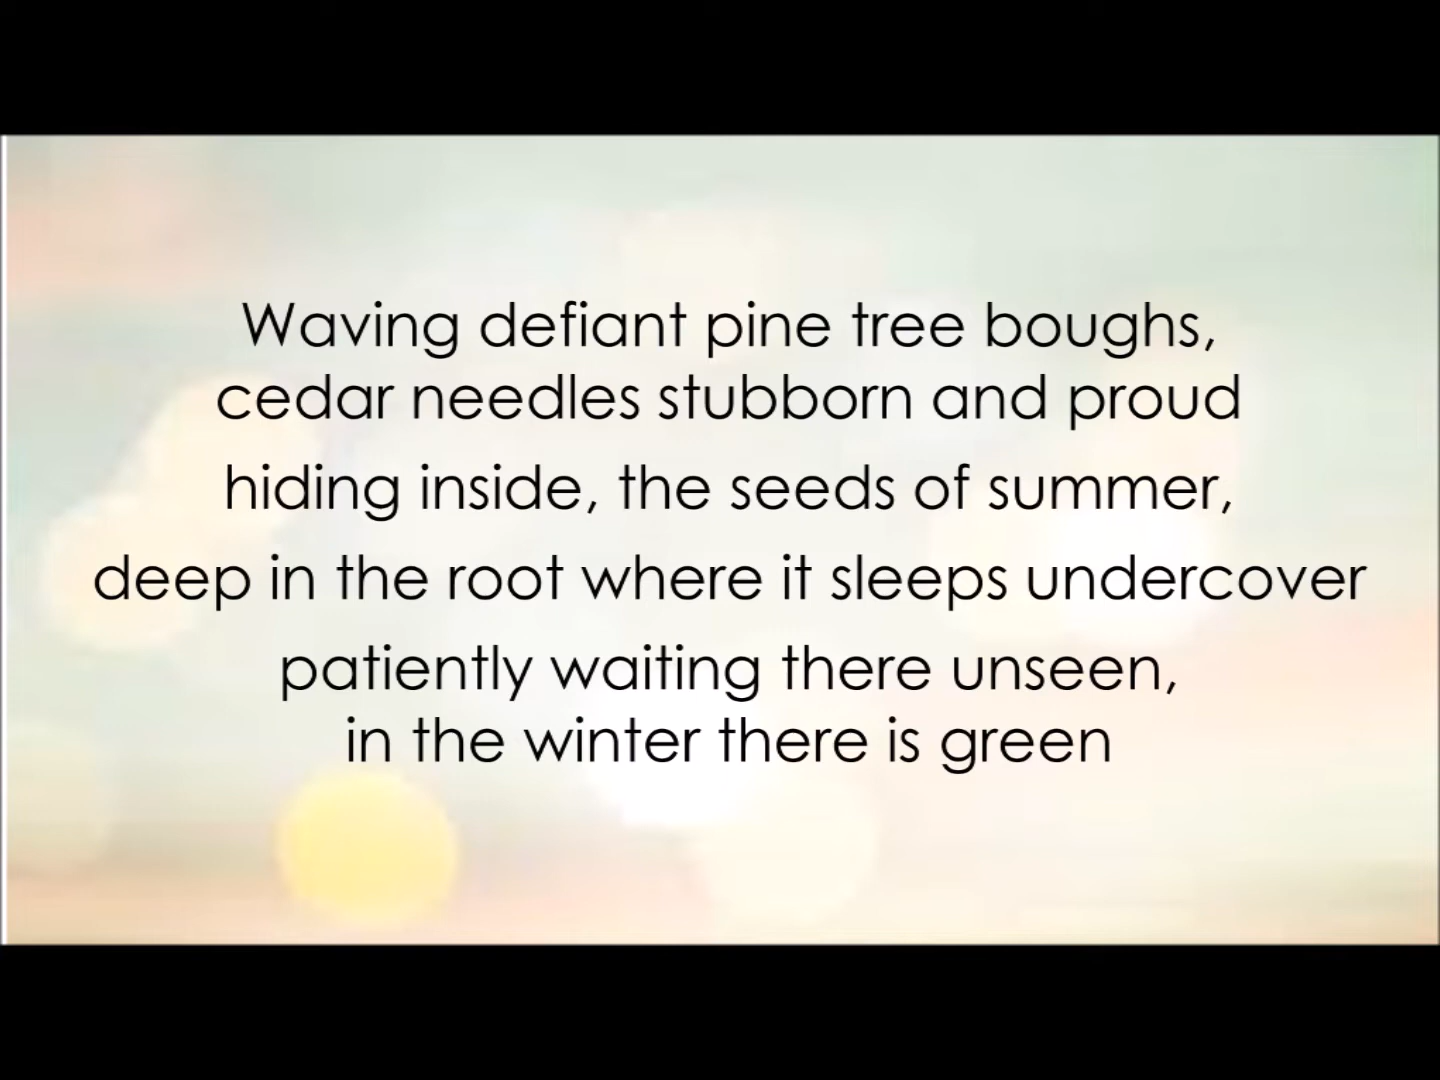 Waving defiant pine tree boughs,
cedar needles stubborn and proud
hiding inside, the seeds of summer,
deep in the root where it sleeps undercover
patiently waiting there unseen,
in the winter there is green